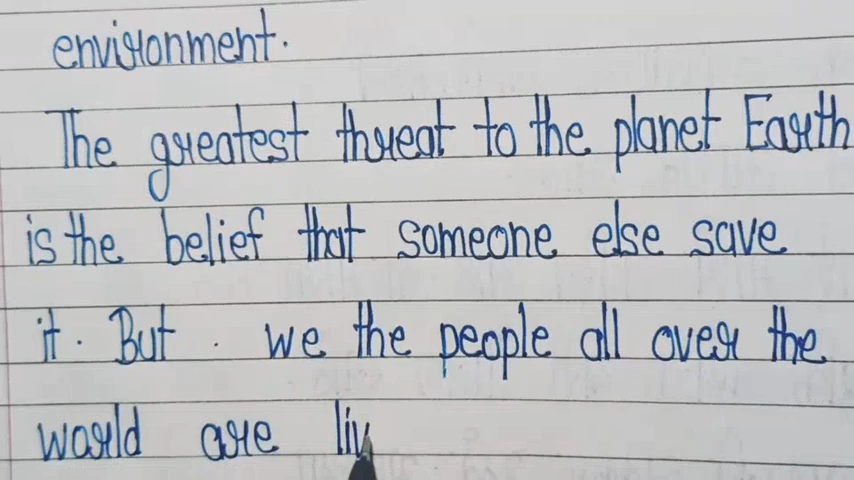 environment.
The greatest threat to the planet Earth
is the belief that someone else save
it. But . we the people all over the
world are liv